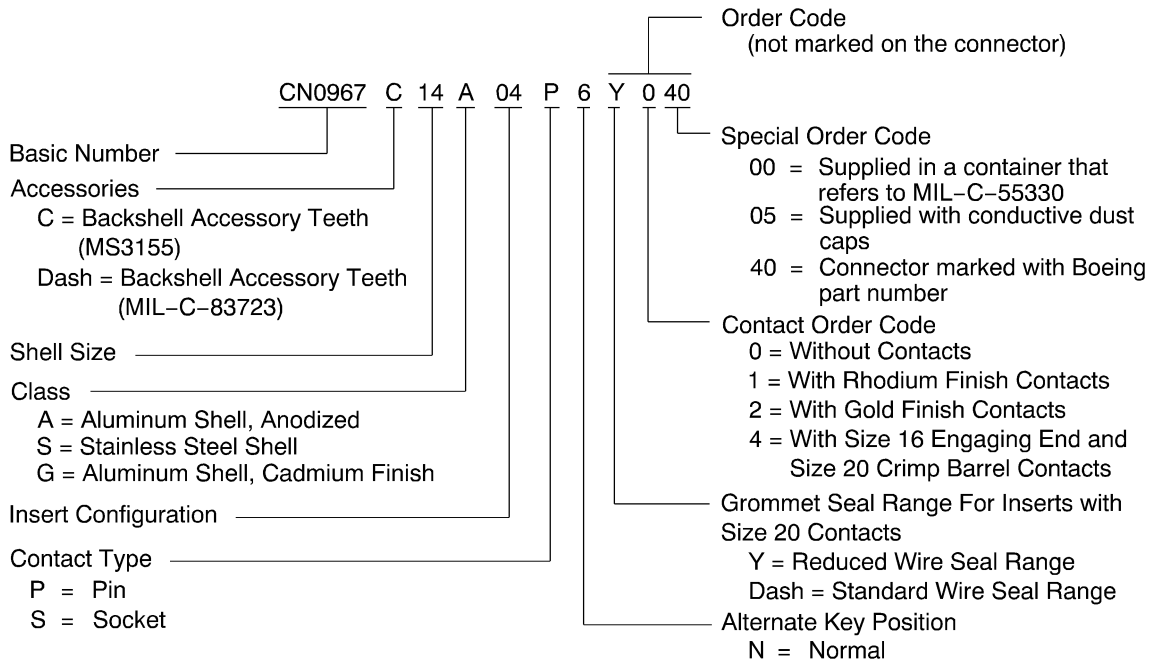 Order Code
(not marked on the connector)
CN0967 C 14 A 04 P 6 Y 0 40
Basic Number
Accessories
C = Backshell Accessory Teeth
(MS3155)
Dash = Backshell Accessory Teeth
(MIL−C−83723)
Shell Size
Class
A = Aluminum Shell, Anodized
S = Stainless Steel Shell
G = Aluminum Shell, Cadmium Finish
Insert Configuration
Contact Type
P = Pin
S = Socket
Special Order Code
00 = Supplied in a container that
refers to MIL−C−55330
05 = Supplied with conductive dust
caps
40 = Connector marked with Boeing
part number
Contact Order Code
0 = Without Contacts
1 = With Rhodium Finish Contacts
2 = With Gold Finish Contacts
4 = With Size 16 Engaging End and
Size 20 Crimp Barrel Contacts
Grommet Seal Range For Inserts with
Size 20 Contacts
Y = Reduced Wire Seal Range
Dash = Standard Wire Seal Range
Alternate Key Position
N = Normal